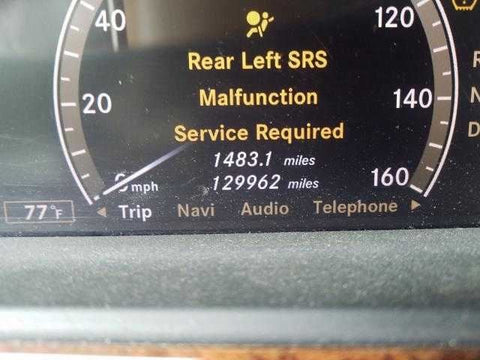 40 120
Rear Left SRS
Malfunction
20 140
Service Required
1483.1 miles
129962 miles
0 mph 160
77°F
◄ Trip Navi Audio Telephone ►